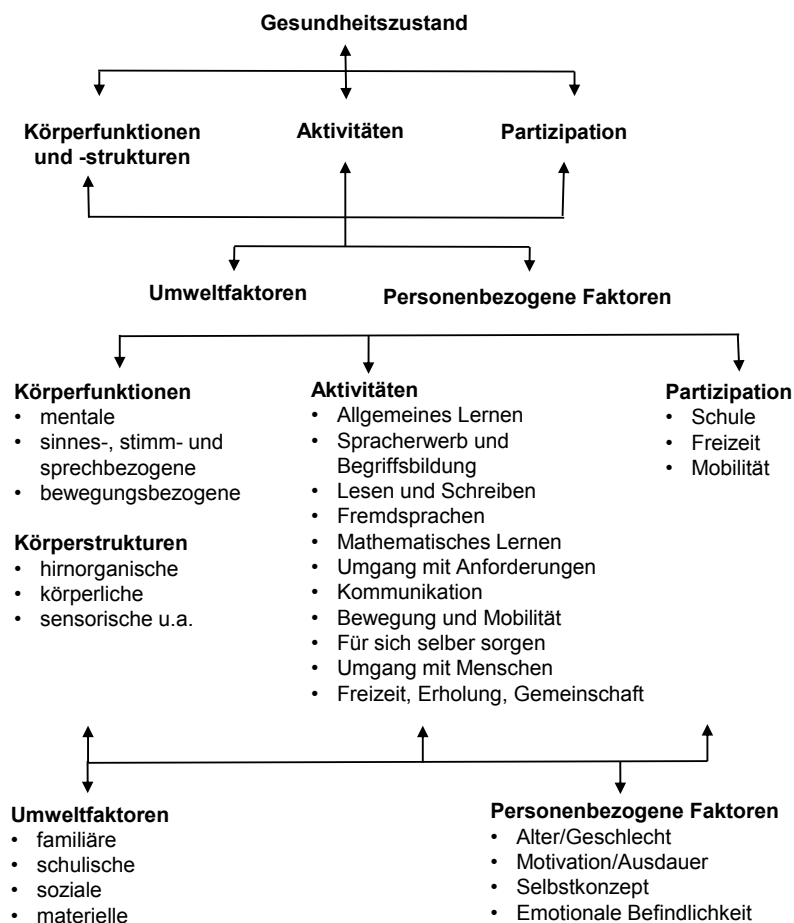 Gesundheitszustand
Körperfunktionen
und -strukturen
Aktivitäten
Partizipation
Umweltfaktoren
Personenbezogene Faktoren
Körperfunktionen
• mentale
• sinnes-, stimm- und
sprechbezogene
• bewegungsbezogene
Körperstrukturen
• hirnorganische
• körperliche
• sensorische u.a.
Aktivitäten
• Allgemeines Lernen
• Spracherwerb und
Begriffsbildung
• Lesen und Schreiben
• Fremdsprachen
• Mathematisches Lernen
• Umgang mit Anforderungen
• Kommunikation
• Bewegung und Mobilität
• Für sich selber sorgen
• Umgang mit Menschen
• Freizeit, Erholung, Gemeinschaft
Partizipation
• Schule
• Freizeit
• Mobilität
Umweltfaktoren
• familiäre
• schulische
• soziale
• materielle
Personenbezogene Faktoren
• Alter/Geschlecht
• Motivation/Ausdauer
• Selbstkonzept
• Emotionale Befindlichkeit